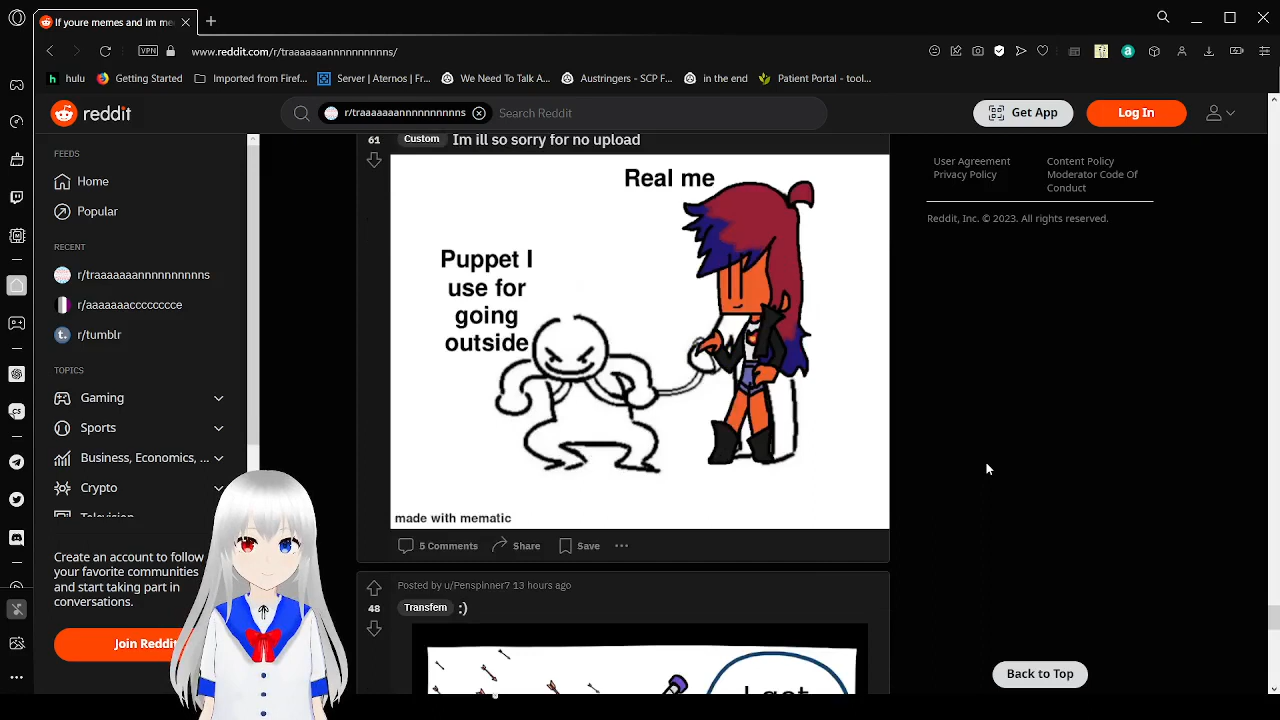 If youre memes and im me
www.reddit.com/r/traaaaaaannnnnnnnns/
VPN
hulu
Getting Started
Imported from Firef...
Server | Aternos | Fr...
We Need To Talk A...
Austringers - SCP F...
in the end
Patient Portal - tool...
reddit
r/traaaaaaannnnnnnnnns
Search Reddit
Get App
Log In
FEEDS
Home
Popular
RECENT
r/traaaaaaannnnnnnnnns
r/aaaaaaacccccccce
r/tumblr
TOPICS
Gaming
Sports
Business, Economics, ...
Crypto
Television
Create an account to follow
your favorite communities
and start taking part in
conversations.
Join Reddit
61
Custom
Im ill so sorry for no upload
Real me
Puppet I
use for
going
outside
made with mematic
5 Comments
Share
Save
Posted by u/Penspinner7 13 hours ago
48
Transfem
:)
I got
User Agreement
Privacy Policy
Content Policy
Moderator Code Of
Conduct
Reddit, Inc. © 2023. All rights reserved.
Back to Top